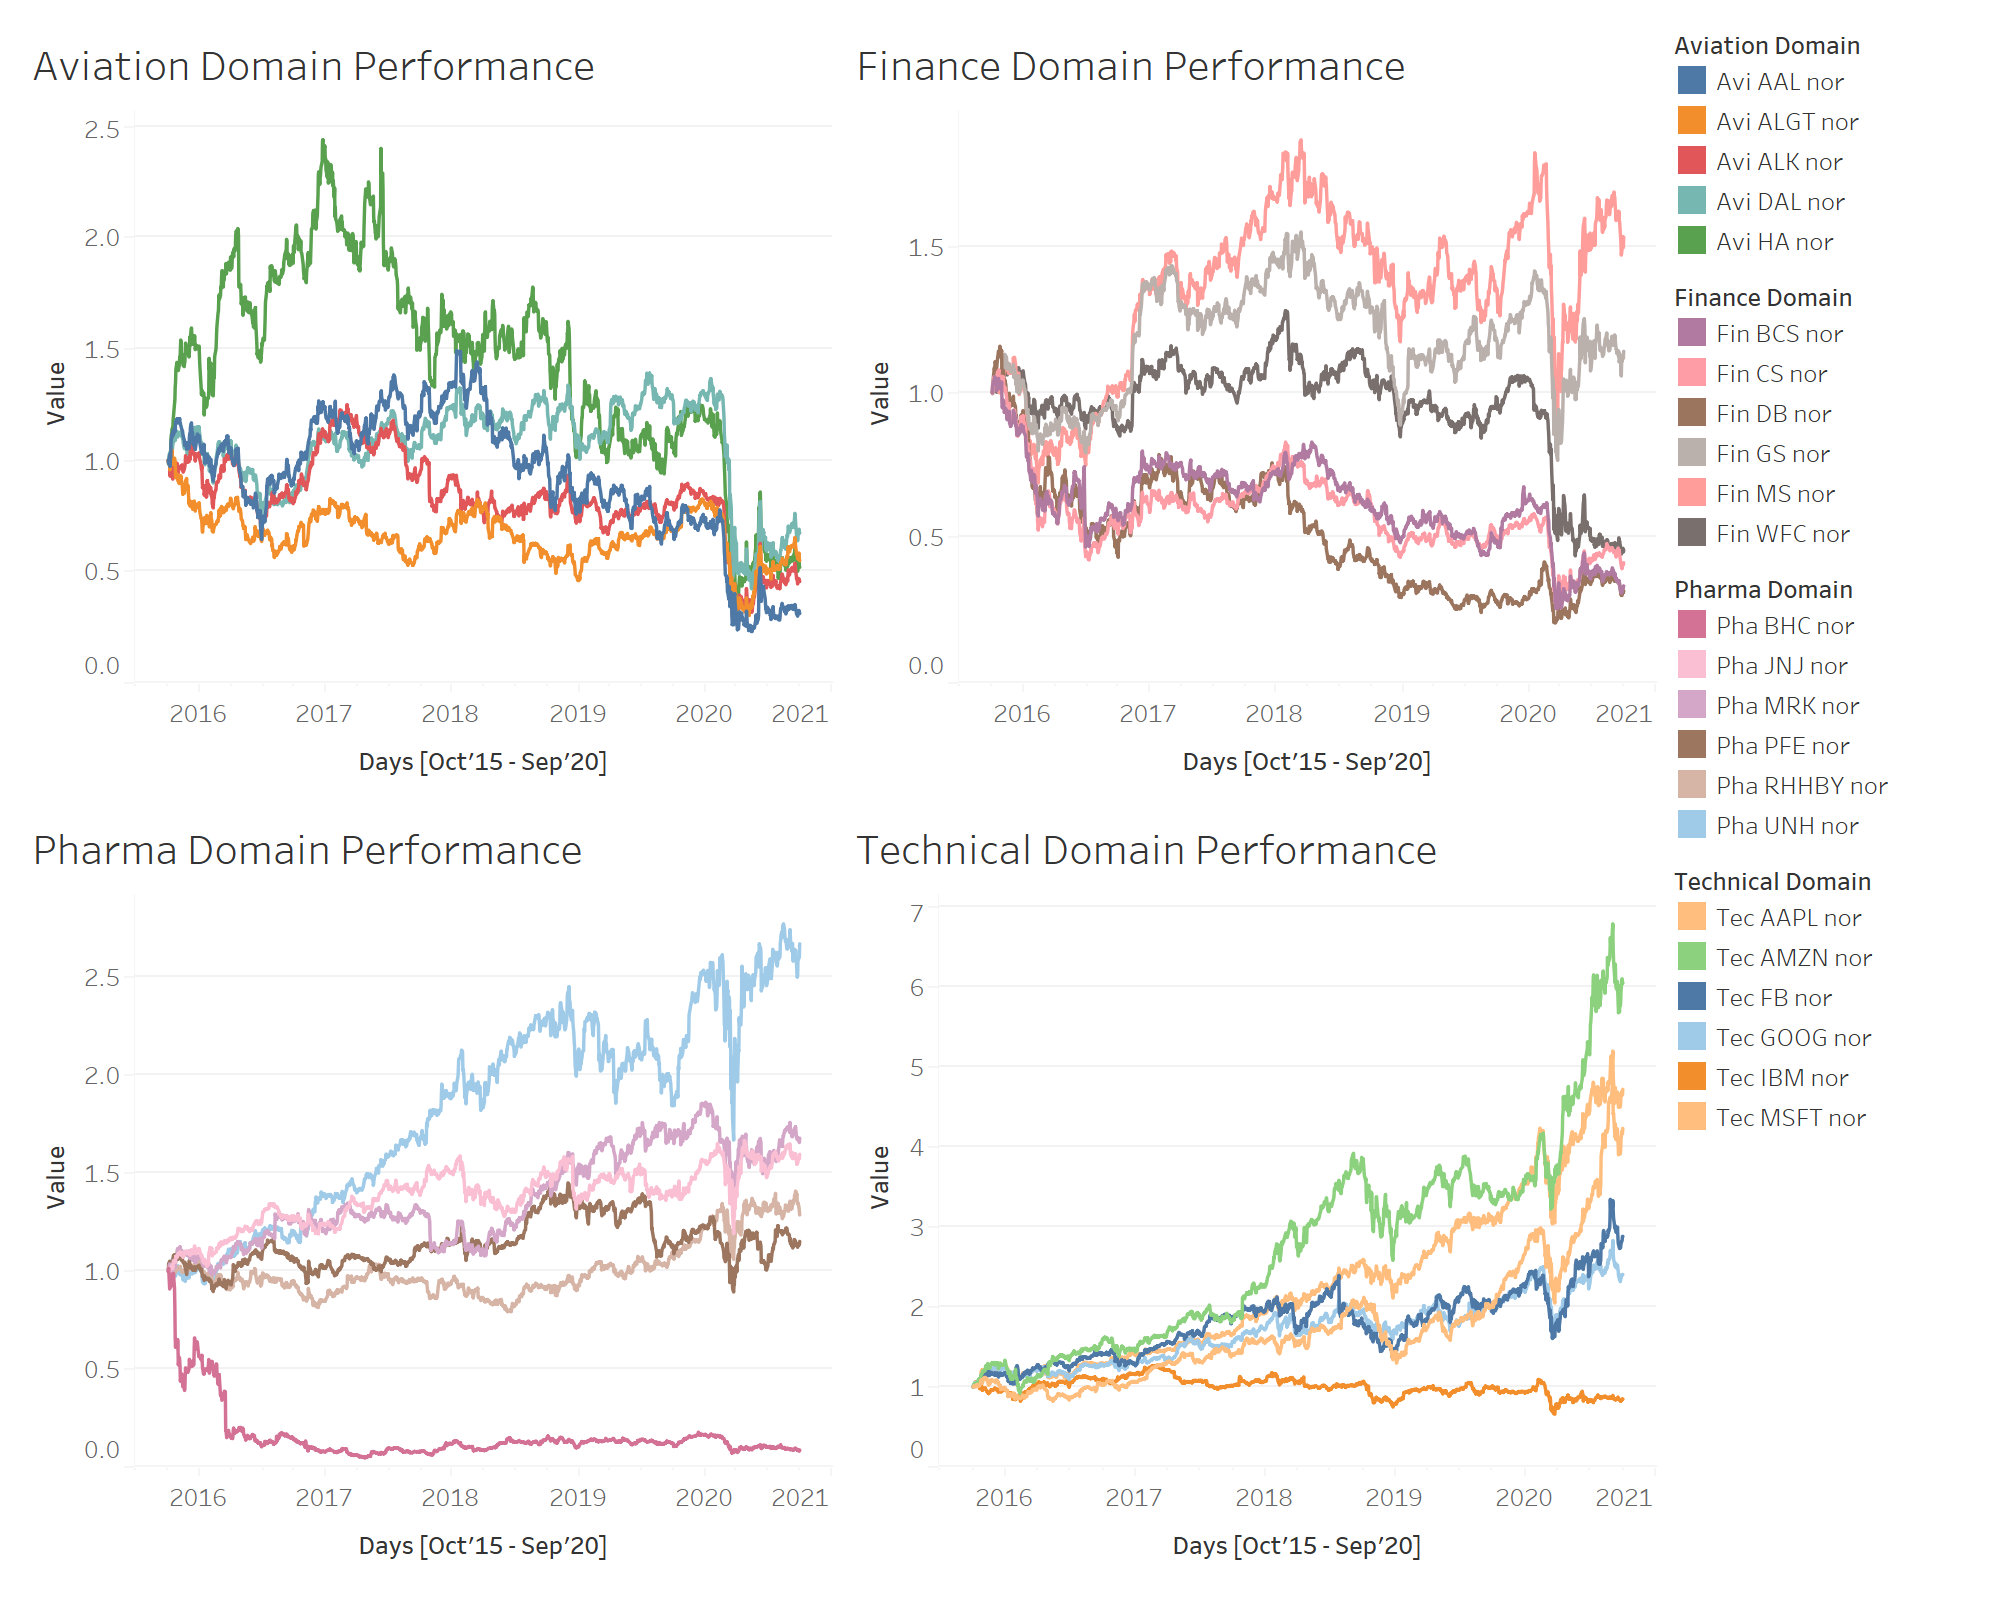 Aviation Domain Performance
2.5
2.0
1.5
1.0
0.5
0.0
Value
2016 2017 2018 2019 2020 2021
Days [Oct’15 - Sep’20]
Finance Domain Performance
1.5
1.0
0.5
0.0
Value
2016 2017 2018 2019 2020 2021
Days [Oct’15 - Sep’20]
Pharma Domain Performance
2.5
2.0
1.5
1.0
0.5
0.0
Value
2016 2017 2018 2019 2020 2021
Days [Oct’15 - Sep’20]
Technical Domain Performance
7
6
5
4
3
2
1
0
Value
2016 2017 2018 2019 2020 2021
Days [Oct’15 - Sep’20]
Aviation Domain
Avi AAL nor
Avi ALGT nor
Avi ALK nor
Avi DAL nor
Avi HA nor
Finance Domain
Fin BCS nor
Fin CS nor
Fin DB nor
Fin GS nor
Fin MS nor
Fin WFC nor
Pharma Domain
Pha BHC nor
Pha JNJ nor
Pha MRK nor
Pha PFE nor
Pha RHHBY nor
Pha UNH nor
Technical Domain
Tec AAPL nor
Tec AMZN nor
Tec FB nor
Tec GOOG nor
Tec IBM nor
Tec MSFT nor